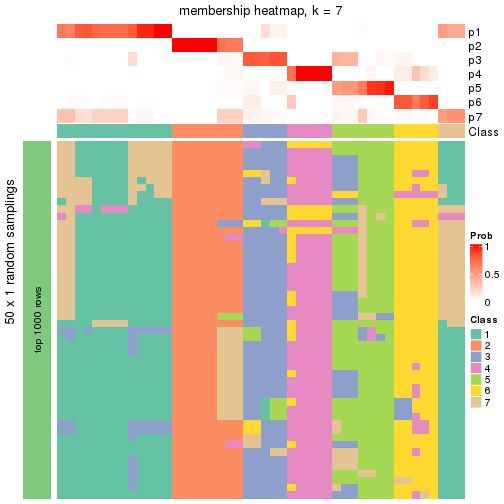 membership heatmap, k = 7
p1
p2
p3
p4
p5
p6
p7
Class
50 x 1 random samplings
top 1000 rows
Prob
1
0.5
0
Class
1
2
3
4
5
6
7